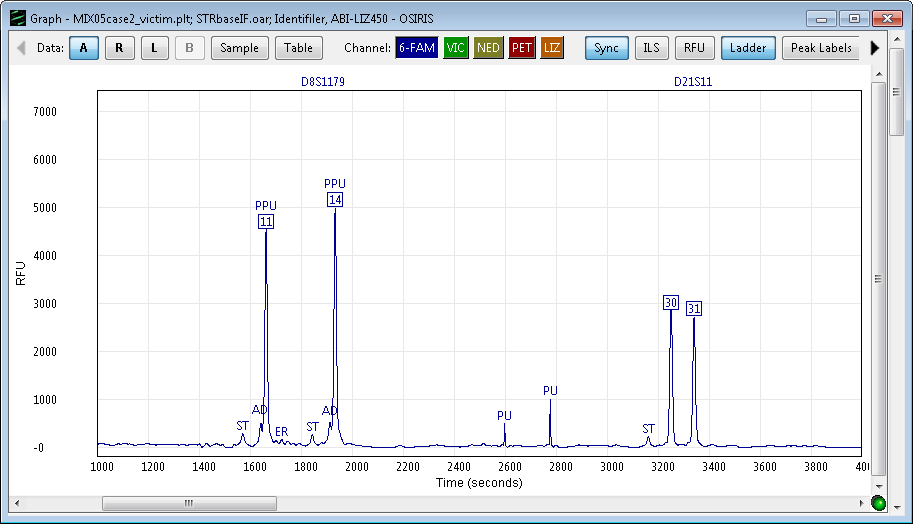 Graph - MIX05case2_victim.plt; STRbaseIF.oar; Identifiler, ABI-LIZ450 - OSIRIS
Data: A R L B Sample Table Channel: 6-FAM VIC NED PET LIZ Sync ILS RFU Ladder Peak Labels
D8S1179 D21S11
7000
6000
5000
4000
3000
2000
1000
-0
RFU
PPU PPU
11 14
30 31
ST AD ER ST AD PU PU ST
1000 1200 1400 1600 1800 2000 2200 2400 2600 2800 3000 3200 3400 3600 3800 400
Time (seconds)